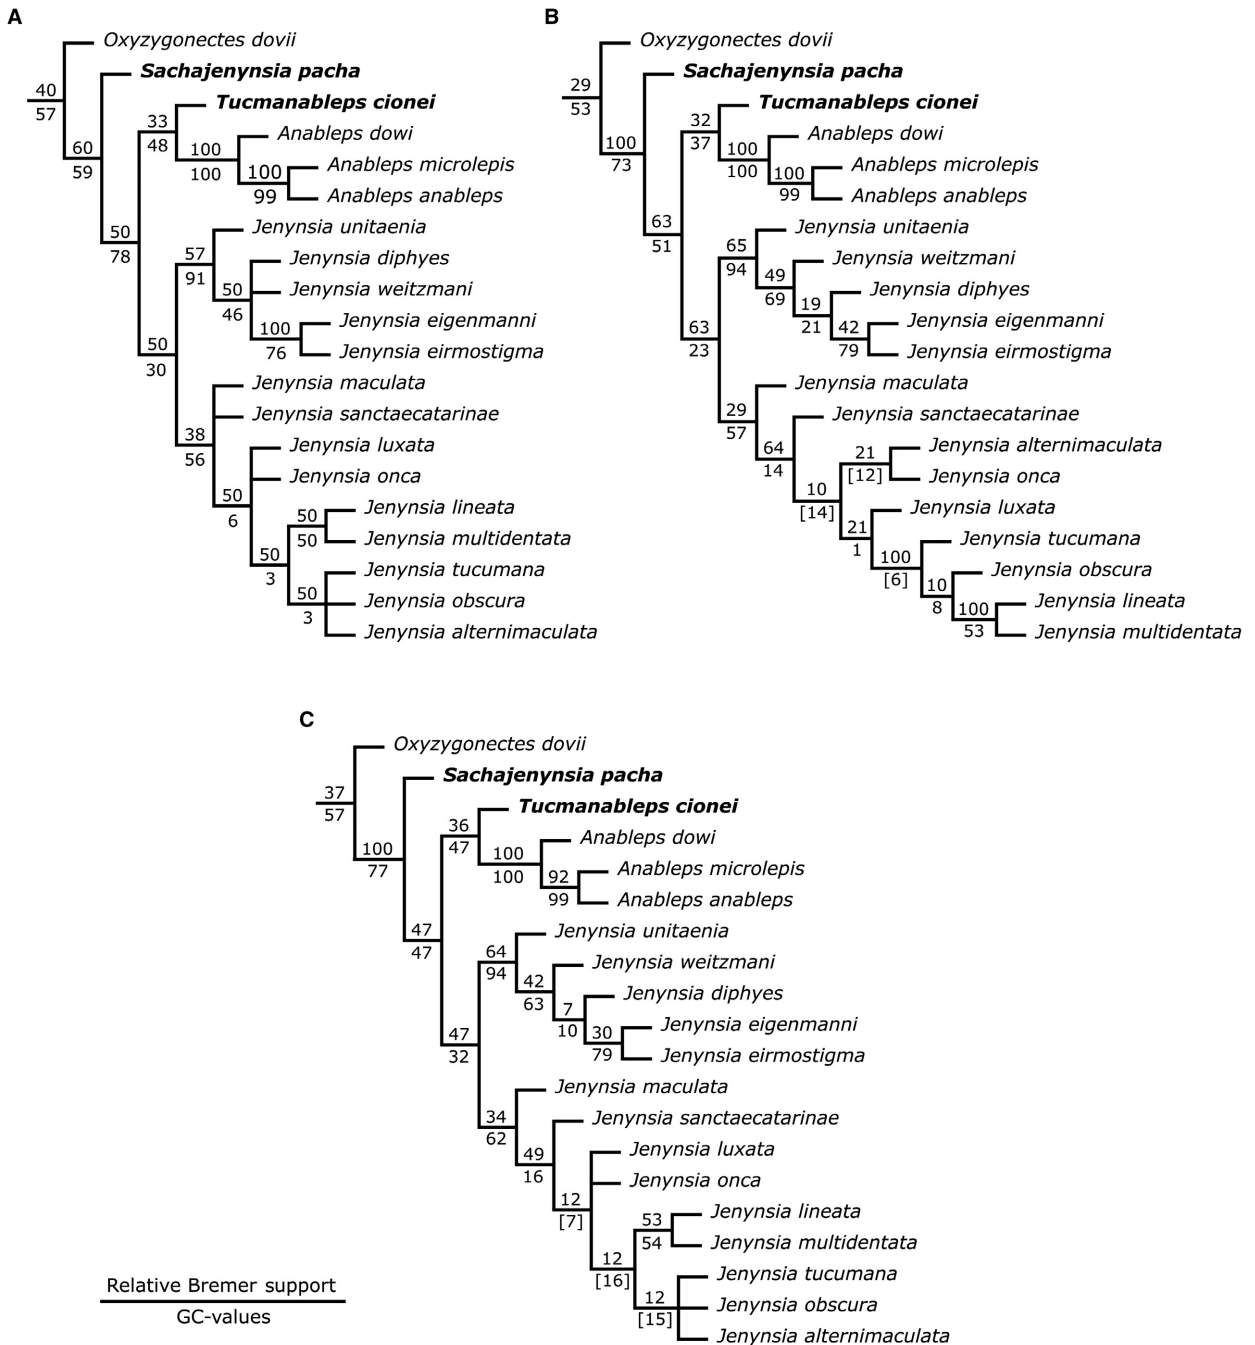 A
Oxyzygonectes dovii
Sachajenynsia pacha
40
57
Tucmanableps cionei
33
48
Anableps dowi
60
59
100
100
Anableps microlepis
100
99
Anableps anableps
Jenynsia unitaenia
50
78
57
91
Jenynsia diphyes
50
46
Jenynsia weitzmani
Jenynsia eigenmanni
100
76
Jenynsia eirmostigma
50
30
Jenynsia maculata
Jenynsia sanctaecatarinae
38
56
Jenynsia luxata
Jenynsia onca
50
6
Jenynsia lineata
50
50
Jenynsia multidentata
50
3
Jenynsia tucumana
50
3
Jenynsia obscura
Jenynsia alternimaculata
B
Oxyzygonectes dovii
Sachajenynsia pacha
29
53
Tucmanableps cionei
32
37
Anableps dowi
100
73
100
100
Anableps microlepis
100
99
Anableps anableps
63
51
Jenynsia unitaenia
65
94
Jenynsia weitzmani
49
69
Jenynsia diphyes
19
21
Jenynsia eigenmanni
42
79
Jenynsia eirmostigma
63
23
Jenynsia maculata
29
57
Jenynsia sanctaecatarinae
64
14
Jenynsia alternimaculata
21
[12]
Jenynsia onca
10
[14]
Jenynsia luxata
21
1
Jenynsia tucumana
100
[6]
Jenynsia obscura
10
8
Jenynsia lineata
100
53
Jenynsia multidentata
C
Oxyzygonectes dovii
Sachajenynsia pacha
37
57
Tucmanableps cionei
36
47
Anableps dowi
100
77
100
100
Anableps microlepis
92
99
Anableps anableps
47
47
Jenynsia unitaenia
64
94
Jenynsia weitzmani
42
63
Jenynsia diphyes
7
10
Jenynsia eigenmanni
30
79
Jenynsia eirmostigma
47
32
Jenynsia maculata
34
62
Jenynsia sanctaecatarinae
49
16
Jenynsia luxata
Jenynsia onca
12
[7]
Jenynsia lineata
53
54
Jenynsia multidentata
12
[16]
Jenynsia tucumana
12
[15]
Jenynsia obscura
Jenynsia alternimaculata
Relative Bremer support
GC-values